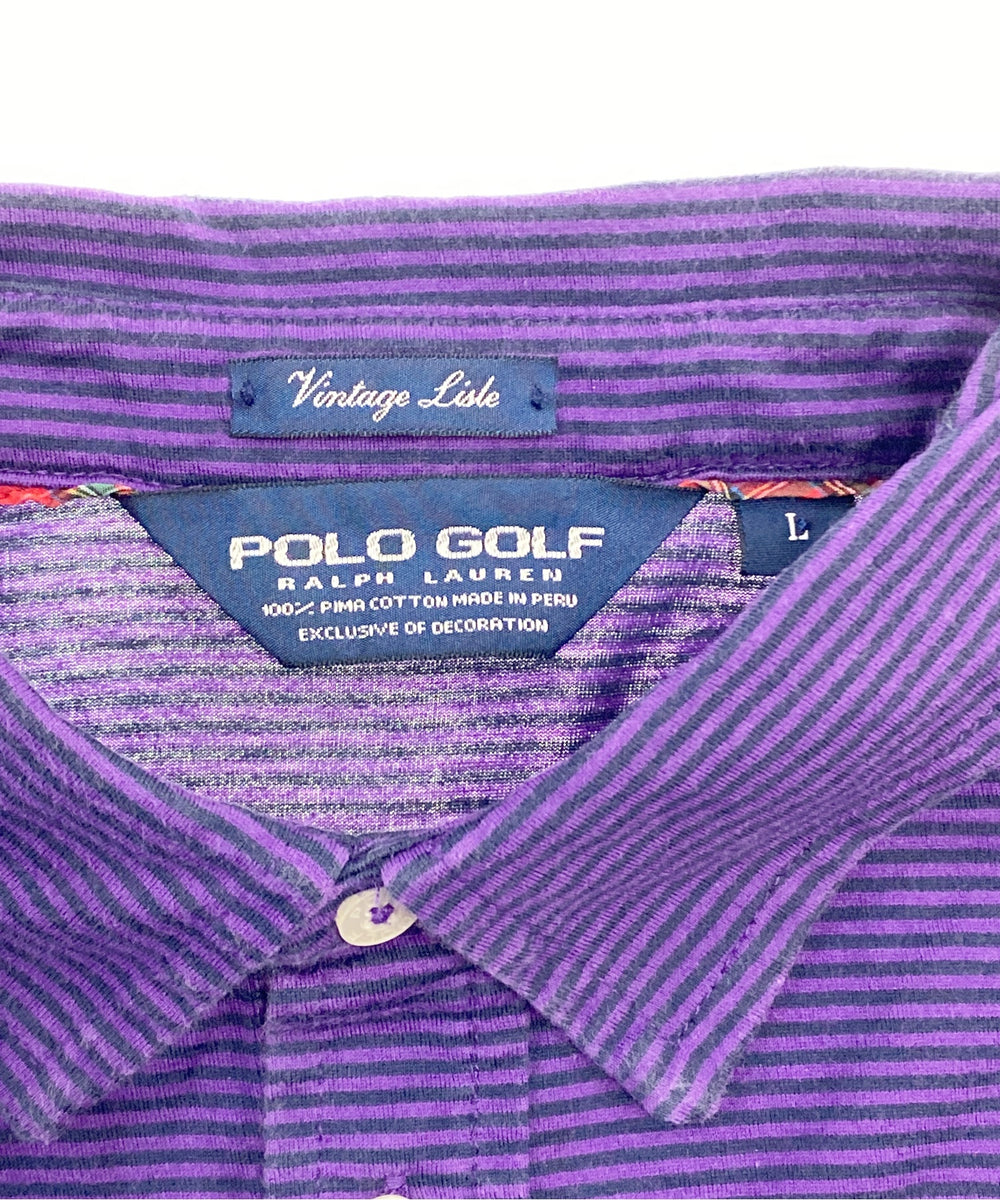 Vintage Lisle
POLO GOLF
L
RALPH LAUREN
100% PIMA COTTON MADE IN PERU
EXCLUSIVE OF DECORATION